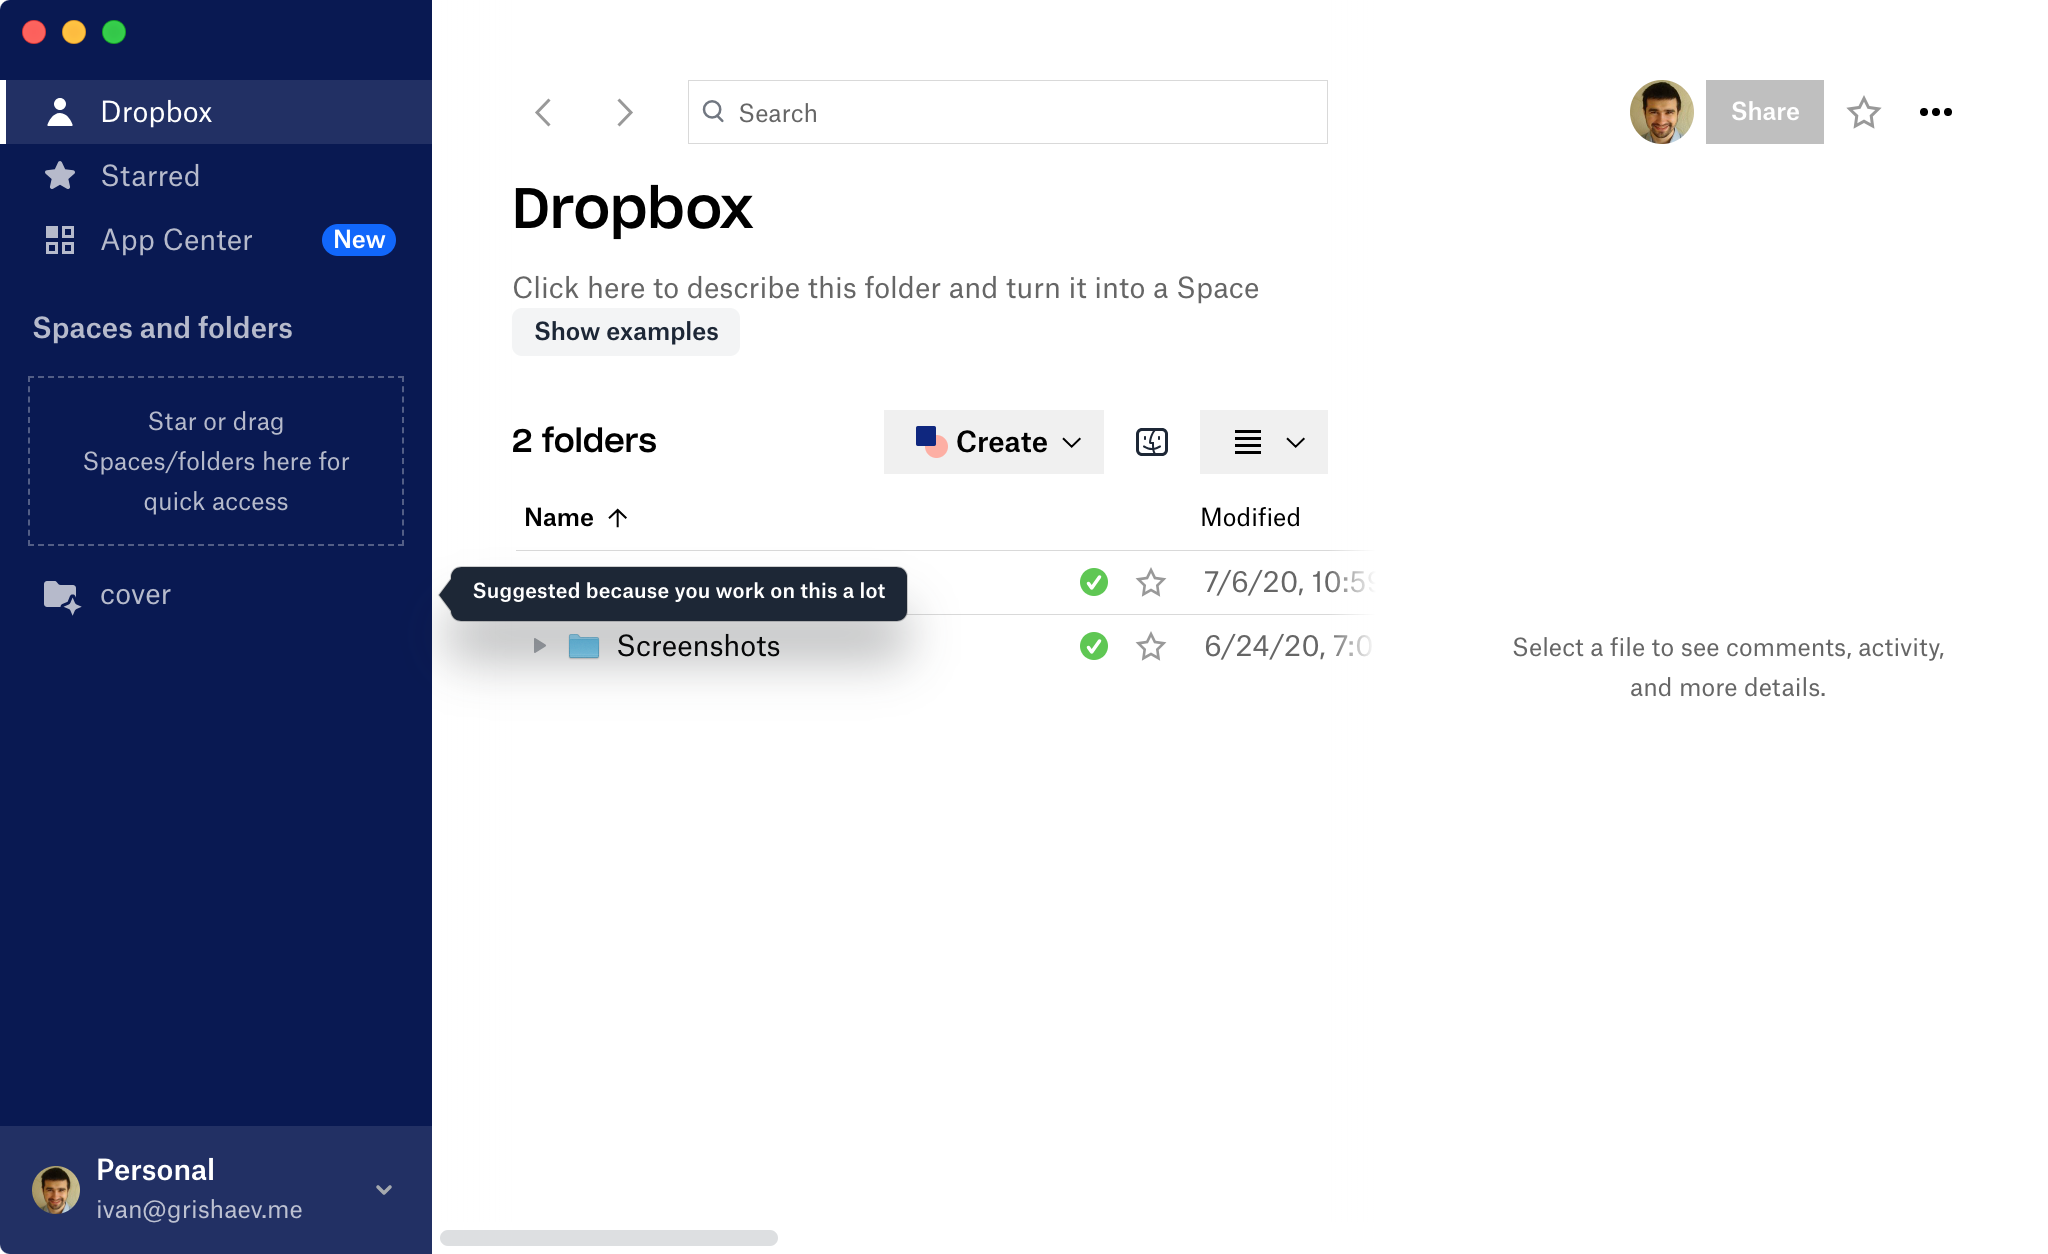 Dropbox
Starred
App Center
New
Spaces and folders
Star or drag
Spaces/folders here for
quick access
cover
Personal
ivan@grishaev.me
Search
Share
Dropbox
Click here to describe this folder and turn it into a Space
Show examples
2 folders
Create
Name
Modified
Suggested because you work on this a lot
7/6/20, 10:59
Screenshots
6/24/20, 7:0
Select a file to see comments, activity,
and more details.